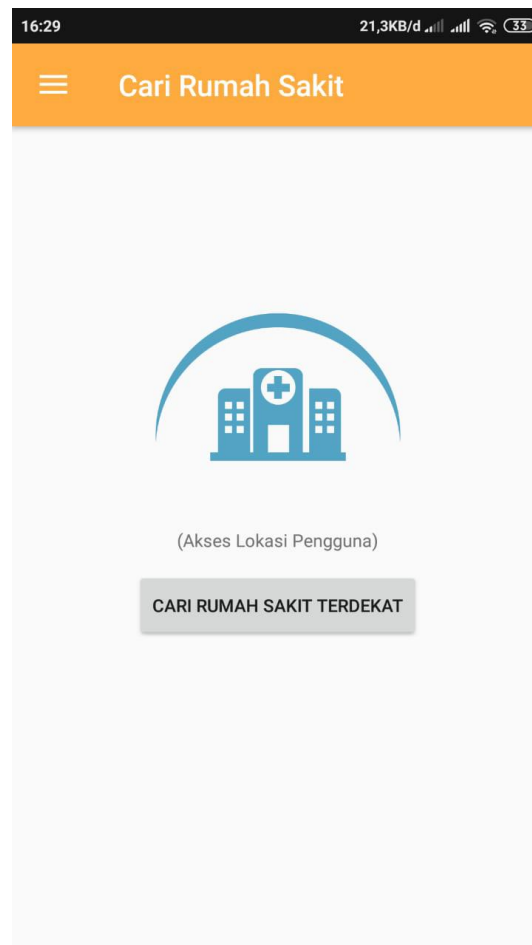 16:29
21,3KB/d
33
Cari Rumah Sakit
(Akses Lokasi Pengguna)
CARI RUMAH SAKIT TERDEKAT